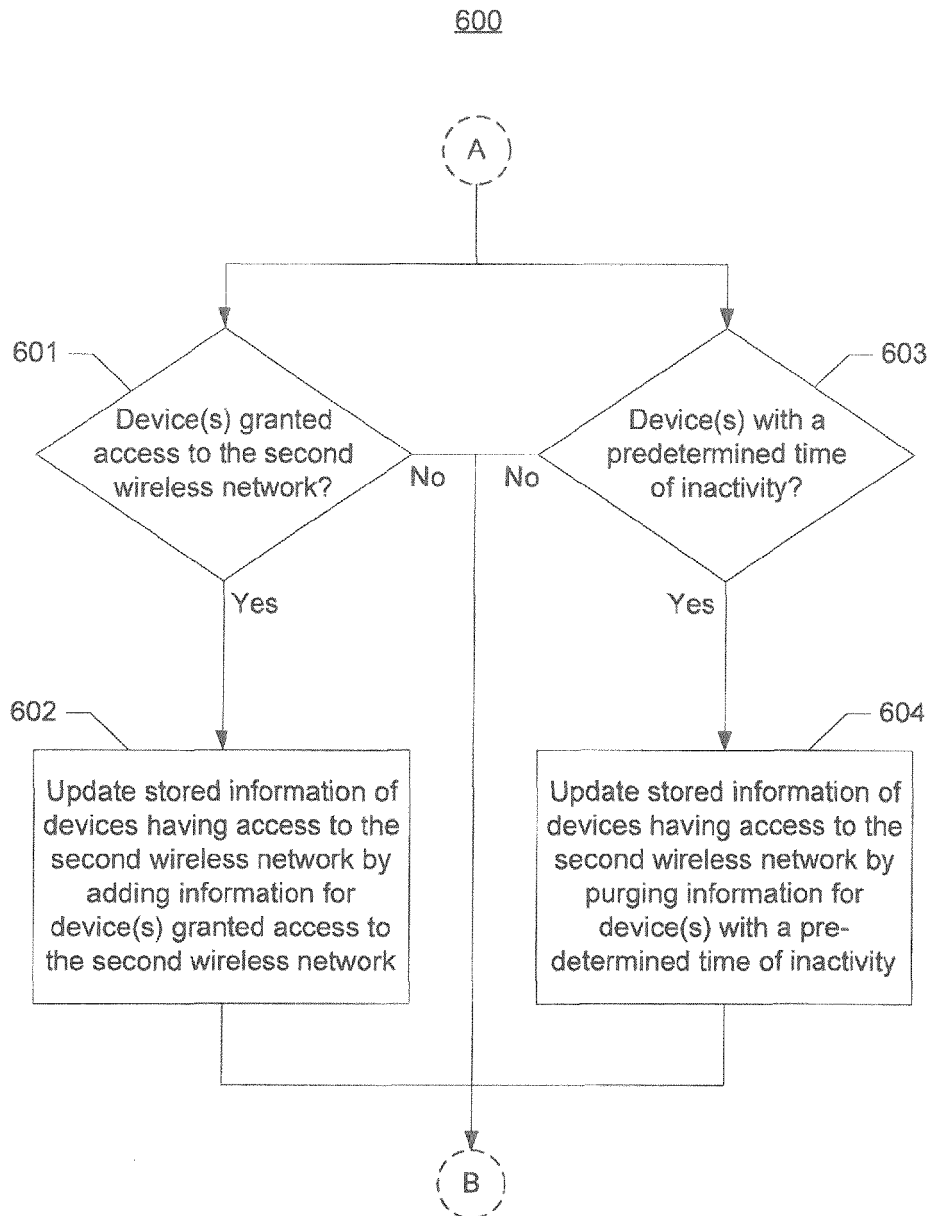 600
A
601
Device(s) granted
access to the second
wireless network?
No
Yes
603
Device(s) with a
predetermined time
of inactivity?
No
Yes
602
Update stored information of
devices having access to the
second wireless network by
adding information for
device(s) granted access to
the second wireless network
604
Update stored information of
devices having access to the
second wireless network by
purging information for
device(s) with a pre-
determined time of inactivity
B